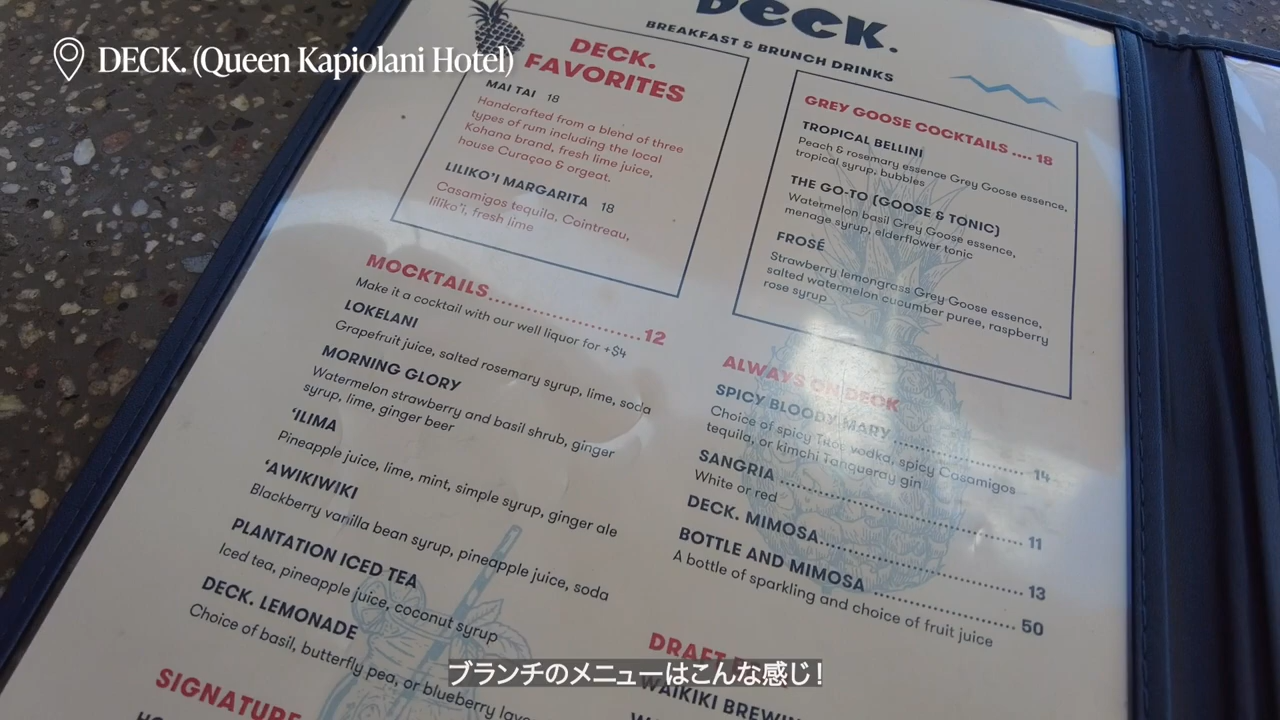 DECK. (Queen Kapiolani Hotel)
DECK.
BREAKFAST & BRUNCH DRINKS
DECK.
FAVORITES
MAI TAI 18
Handcrafted from a blend of three
types of rum including the local
Kohana brand, fresh lime juice,
house Curaçao & orgeat.
LILIKO'I MARGARITA 18
Casamigos tequila, Cointreau,
liliko'i, fresh lime
GREY GOOSE COCKTAILS .... 18
TROPICAL BELLINI
Peach & rosemary essence Grey Goose essence,
tropical syrup, bubbles
THE GO-TO (GOOSE & TONIC)
Watermelon basil Grey Goose essence,
menage syrup, elderflower tonic
FROSÉ
Strawberry lemongrass Grey Goose essence,
salted watermelon cucumber puree, raspberry
rose syrup
MOCKTAILS........................12
Make it a cocktail with our well liquor for +$4
LOKELANI
Grapefruit juice, salted rosemary syrup, lime, soda
MORNING GLORY
Watermelon strawberry and basil shrub, ginger
syrup, lime, ginger beer
'ILIMA
Pineapple juice, lime, mint, simple syrup, ginger ale
'AWIKIWIKI
Blackberry vanilla bean syrup, pineapple juice, soda
PLANTATION ICED TEA
Iced tea, pineapple juice, coconut syrup
DECK. LEMONADE
Choice of basil, butterfly pea, or blueberry
SIGNATURE
ALWAYS ON DECK
SPICY BLOODY MARY ........................ 14
Choice of spicy Titos vodka, spicy Casamigos
tequila, or kimchi Tanqueray gin
SANGRIA ........................................ 11
White or red
DECK. MIMOSA.................................. 13
BOTTLE AND MIMOSA ........................ 50
A bottle of sparkling and choice of fruit juice
DRAFT
WAIKIKI
ブランチのメニューはこんな感じ！